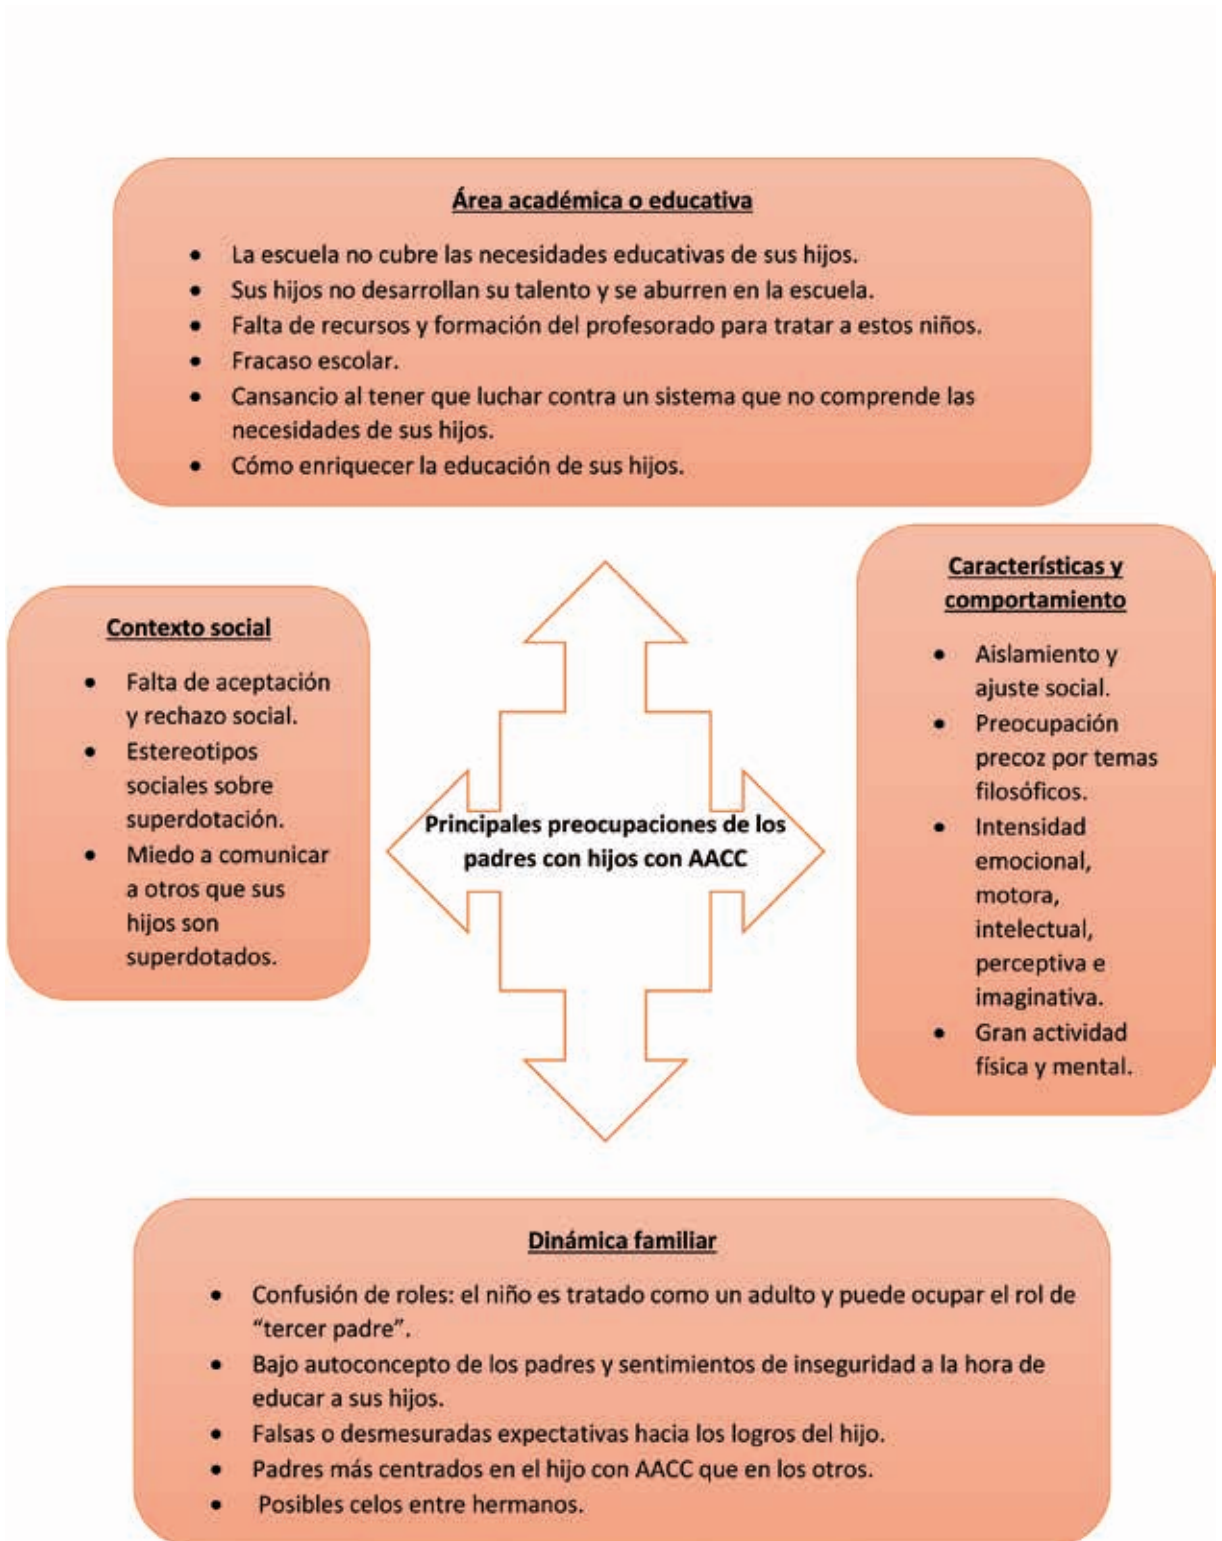 Área académica o educativa
• La escuela no cubre las necesidades educativas de sus hijos.
• Sus hijos no desarrollan su talento y se aburren en la escuela.
• Falta de recursos y formación del profesorado para tratar a estos niños.
• Fracaso escolar.
• Cansancio al tener que luchar contra un sistema que no comprende las
necesidades de sus hijos.
• Cómo enriquecer la educación de sus hijos.
Contexto social
• Falta de aceptación
y rechazo social.
• Estereotipos
sociales sobre
superdotación.
• Miedo a comunicar
a otros que sus
hijos son
superdotados.
Principales preocupaciones de los
padres con hijos con AACC
Características y
comportamiento
• Aislamiento y
ajuste social.
• Preocupación
precoz por temas
filosóficos.
• Intensidad
emocional,
motora,
intelectual,
perceptiva e
imaginativa.
• Gran actividad
física y mental.
Dinámica familiar
• Confusión de roles: el niño es tratado como un adulto y puede ocupar el rol de
“tercer padre”.
• Bajo autoconcepto de los padres y sentimientos de inseguridad a la hora de
educar a sus hijos.
• Falsas o desmesuradas expectativas hacia los logros del hijo.
• Padres más centrados en el hijo con AACC que en los otros.
• Posibles celos entre hermanos.